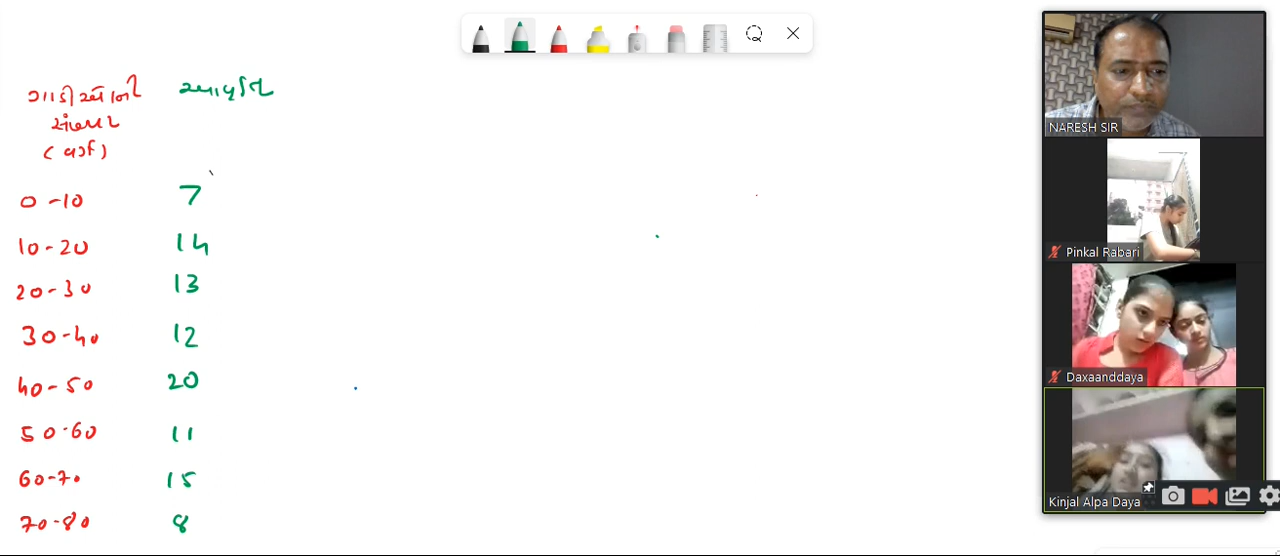 ગાડીઓની આવૃત્તિ
સંખ્યા
(વર્ગ)
0-10 7
10-20 14
20-30 13
30-40 12
40-50 20
50-60 11
60-70 15
70-80 8
NARESH SIR
Pinkal Rabari
Daxaanddaya
Kinjal Alpa Daya